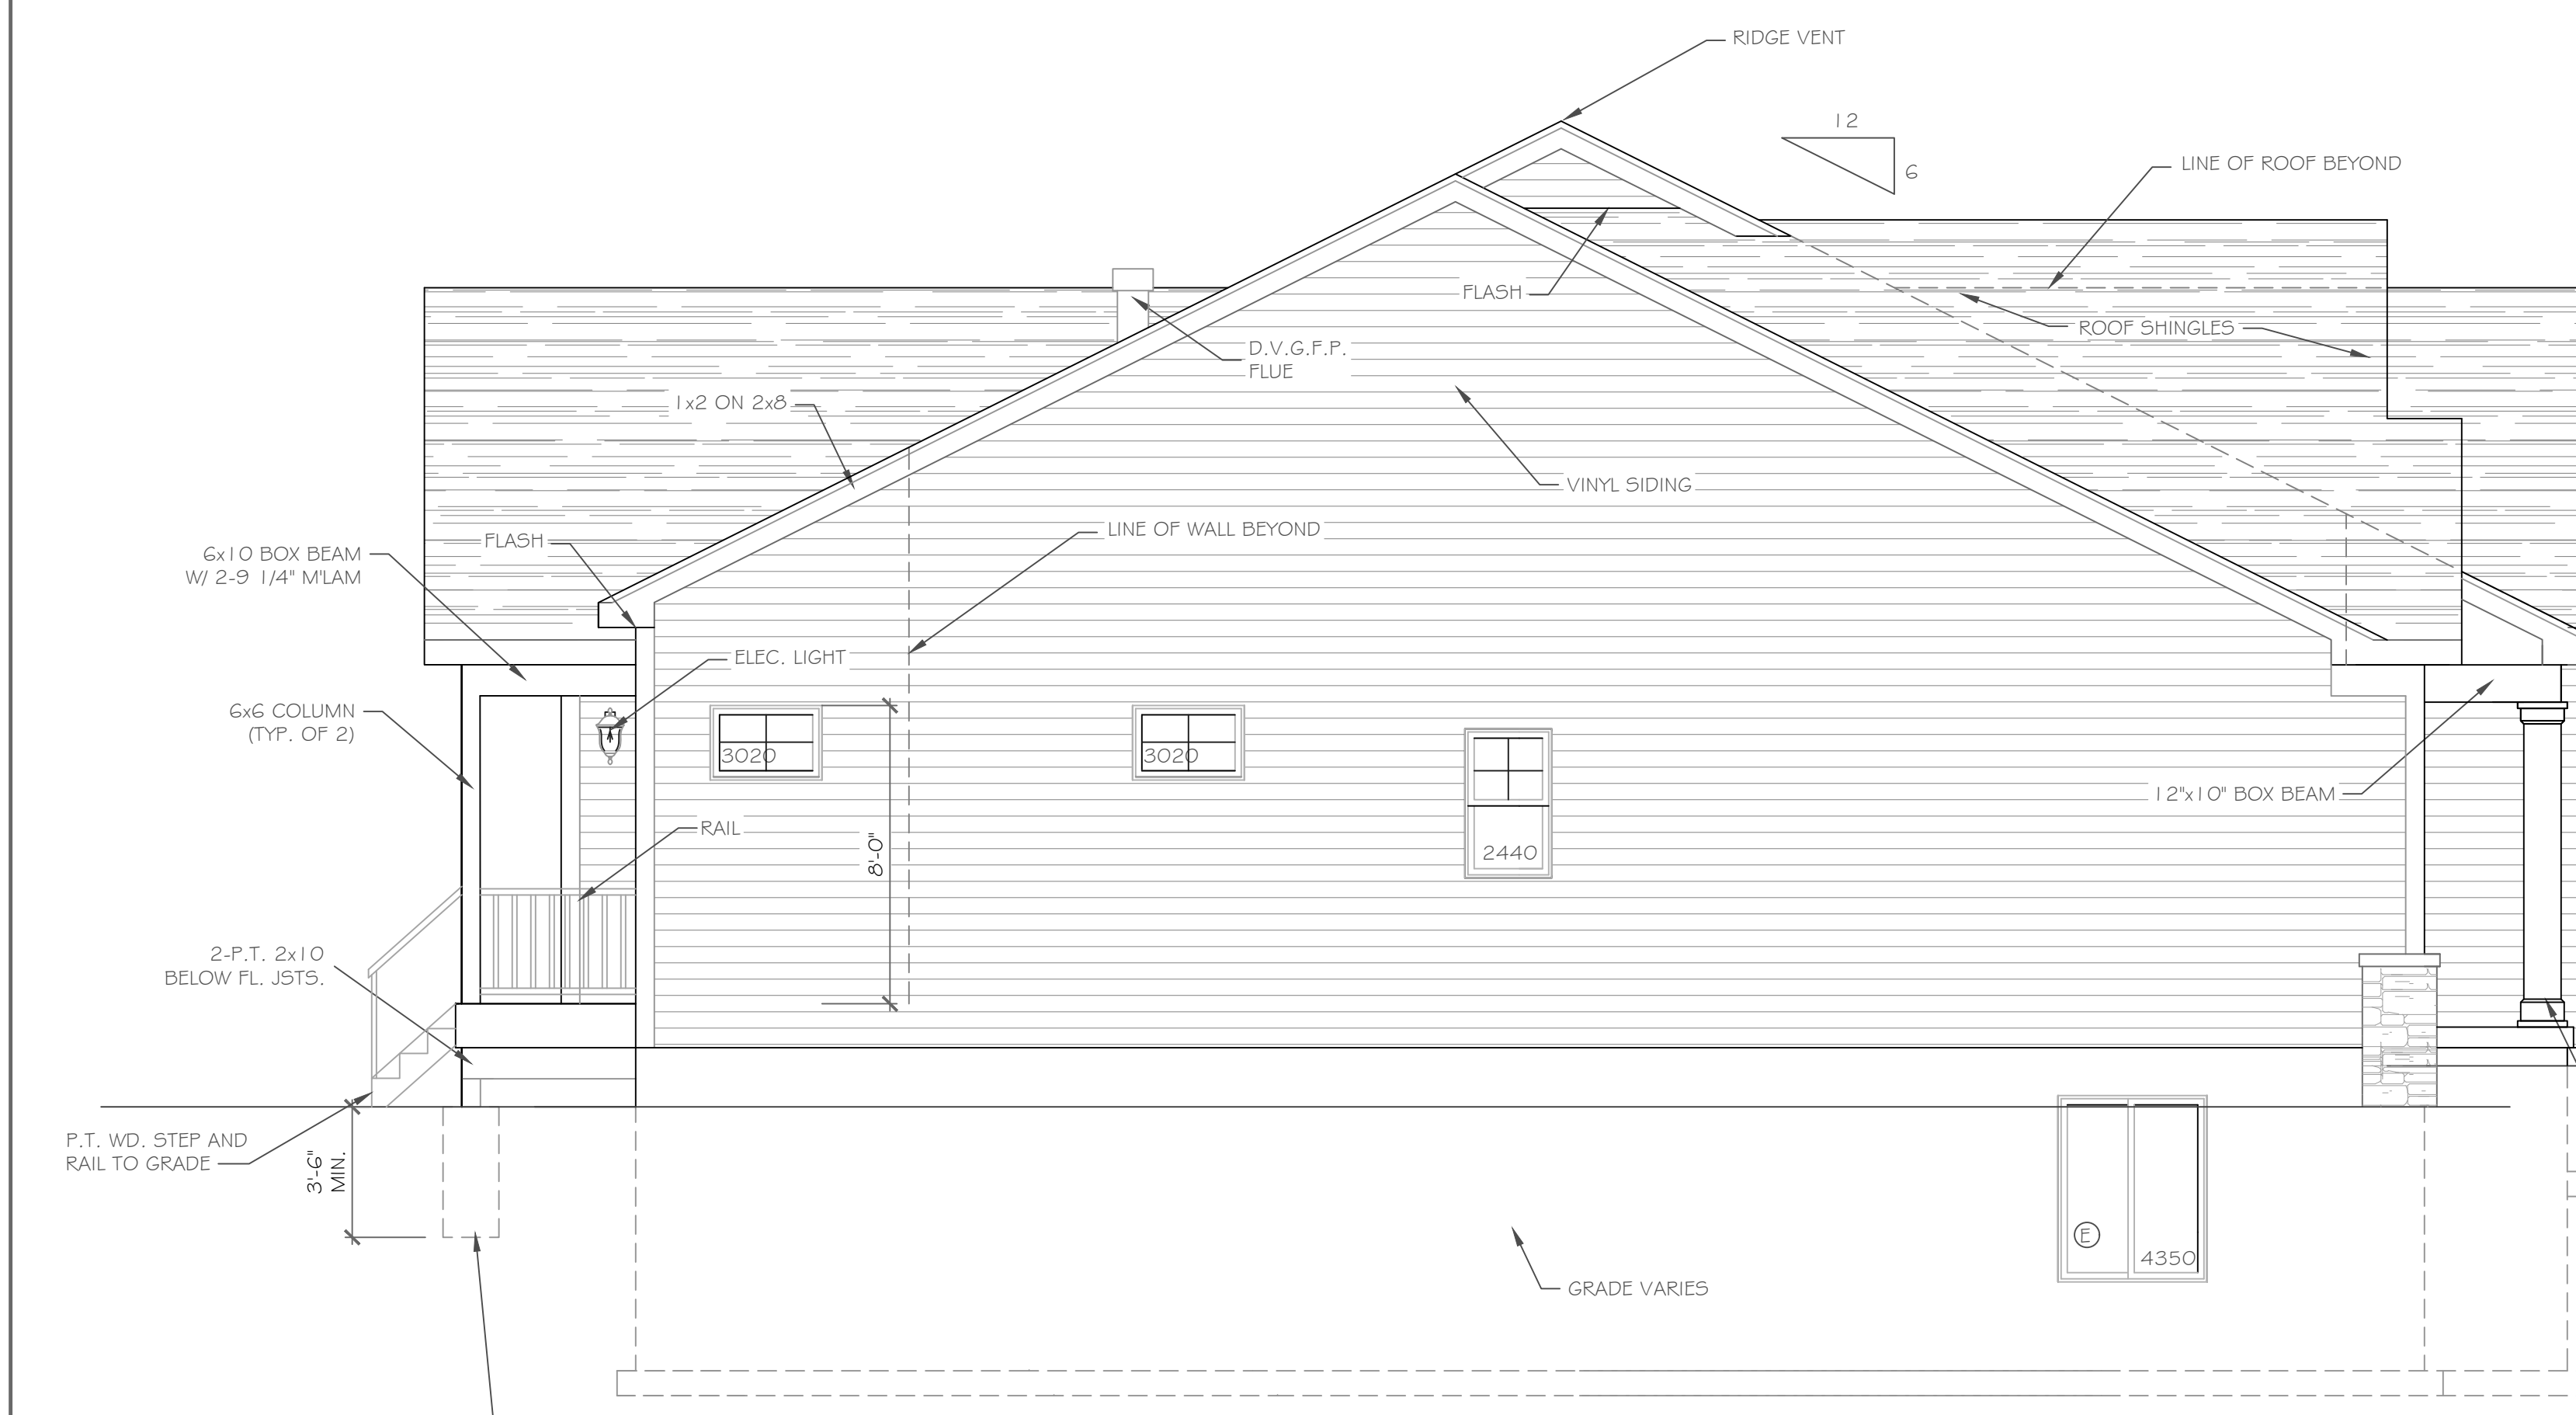 RIDGE VENT
12
6
LINE OF ROOF BEYOND
FLASH
ROOF SHINGLES
D.V.G.F.P.
FLUE
1x2 ON 2x8
VINYL SIDING
LINE OF WALL BEYOND
FLASH
6x10 BOX BEAM
W/ 2-9 1/4" M'LAM
ELEC. LIGHT
6x6 COLUMN
(TYP. OF 2)
3020
3020
12"x10" BOX BEAM
RAIL
8'-0"
2440
2-P.T. 2x10
BELOW FL. JSTS.
P.T. WD. STEP AND
RAIL TO GRADE
3'-6"
MIN.
E
4350
GRADE VARIES